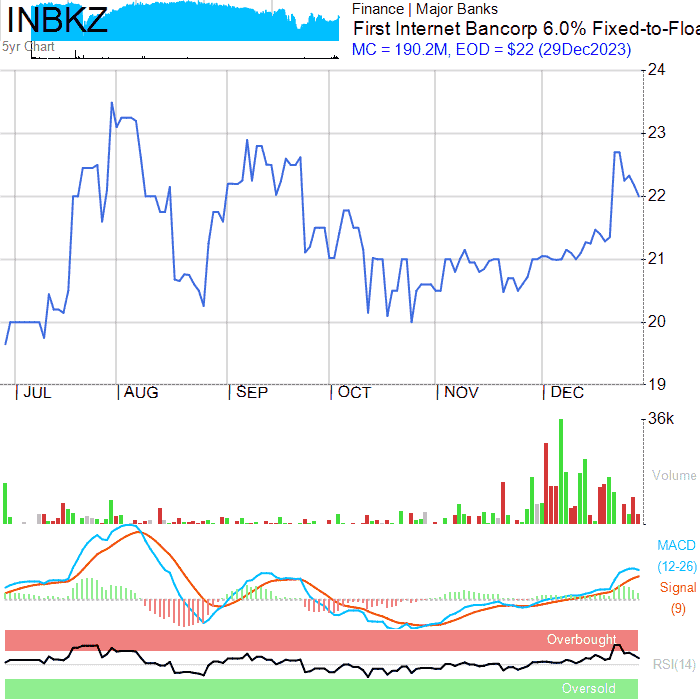 INBKZ
5yr Chart
Finance | Major Banks
First Internet Bancorp 6.0% Fixed-to-Floa
MC = 190.2M, EOD = $22 (29Dec2023)
24
23
22
21
20
19
JUL AUG SEP OCT NOV DEC
36k
Volume
MACD
(12-26)
Signal
(9)
Overbought
RSI(14)
Oversold